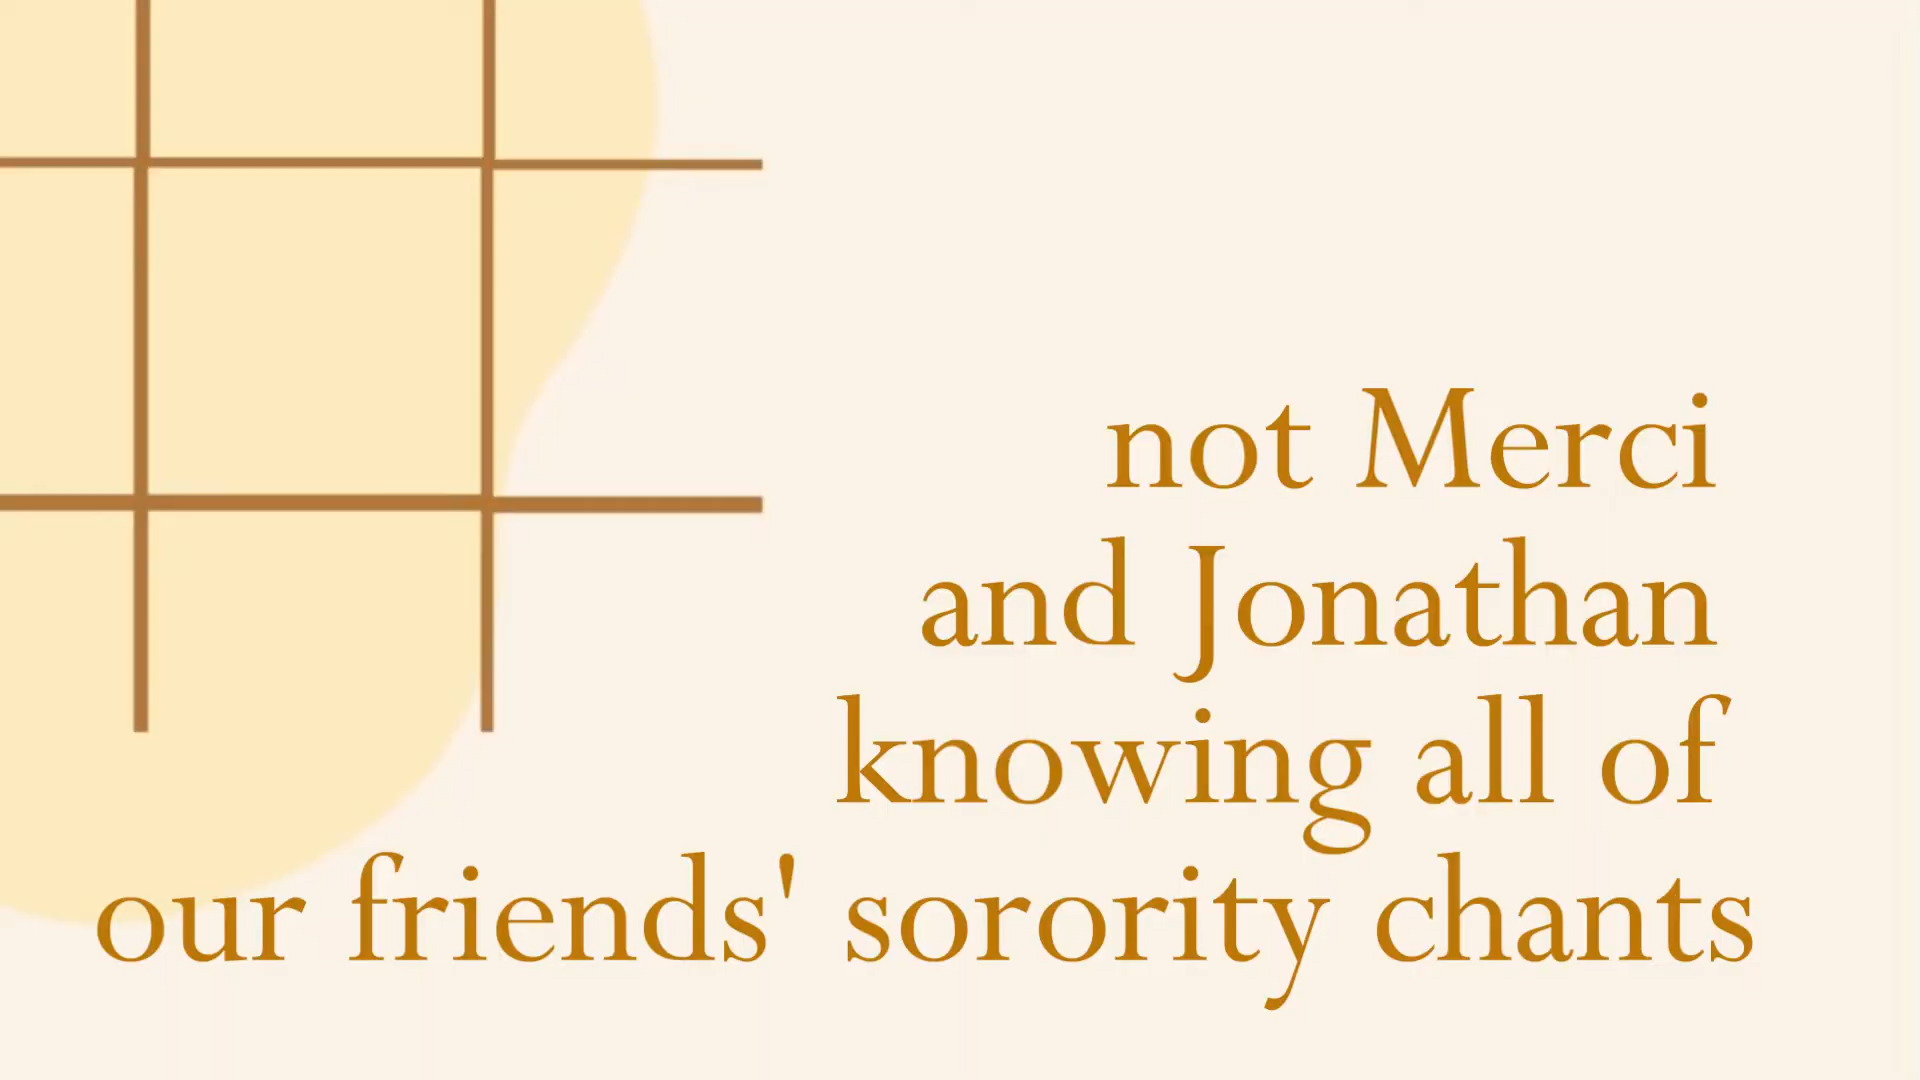 not Merci
and Jonathan
knowing all of
our friends' sorority chants